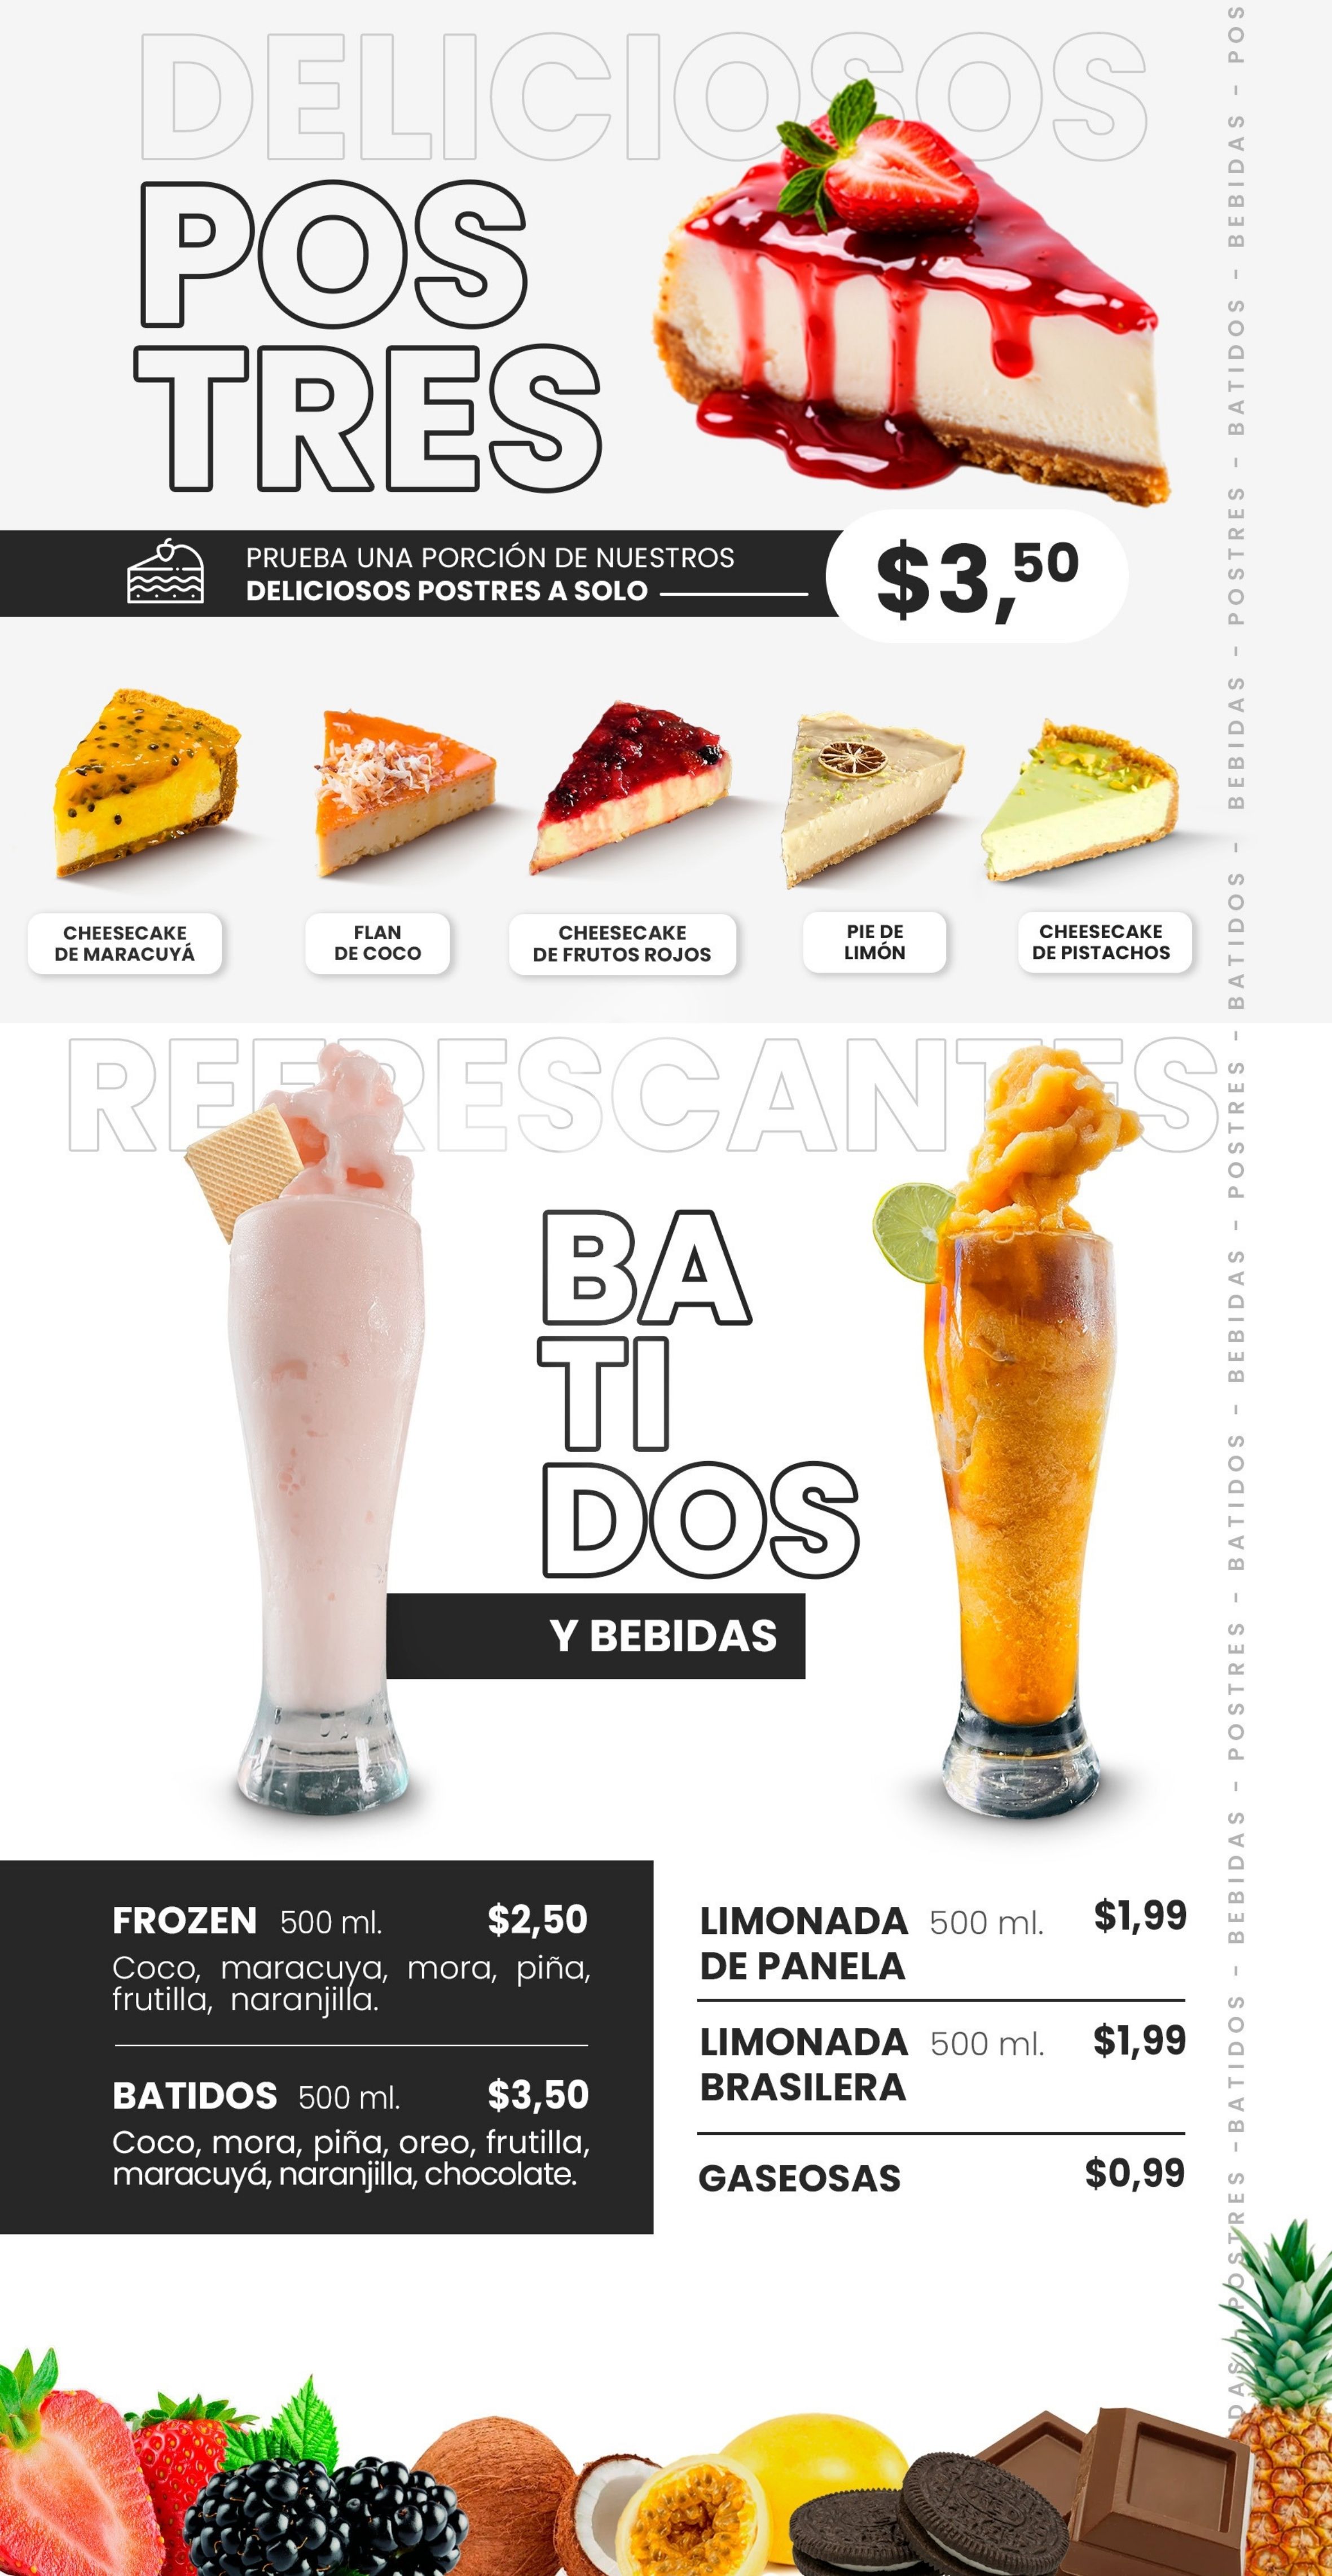 DELICIOSOS
POS
TRES
PRUEBA UNA PORCIÓN DE NUESTROS
DELICIOSOS POSTRES A SOLO
$3,50
CHEESECAKE
DE MARACUYÁ
FLAN
DE COCO
CHEESECAKE
DE FRUTOS ROJOS
PIE DE
LIMÓN
CHEESECAKE
DE PISTACHOS
REFRESCANTES
BA
TI
DOS
Y BEBIDAS
FROZEN 500 ml. $2,50
Coco, maracuya, mora, piña,
frutilla, naranjilla.
BATIDOS 500 ml. $3,50
Coco, mora, piña, oreo, frutilla,
maracuyá, naranjilla, chocolate.
LIMONADA 500 ml. $1,99
DE PANELA
LIMONADA 500 ml. $1,99
BRASILERA
GASEOSAS $0,99
DAS - POSTRES - BATIDOS - BEBIDAS - POSTRES - BATIDOS - BEBIDAS - POSTRES - BATIDOS - BEBIDAS - POSTRES - BATIDOS - BEBIDAS - POS
OREO